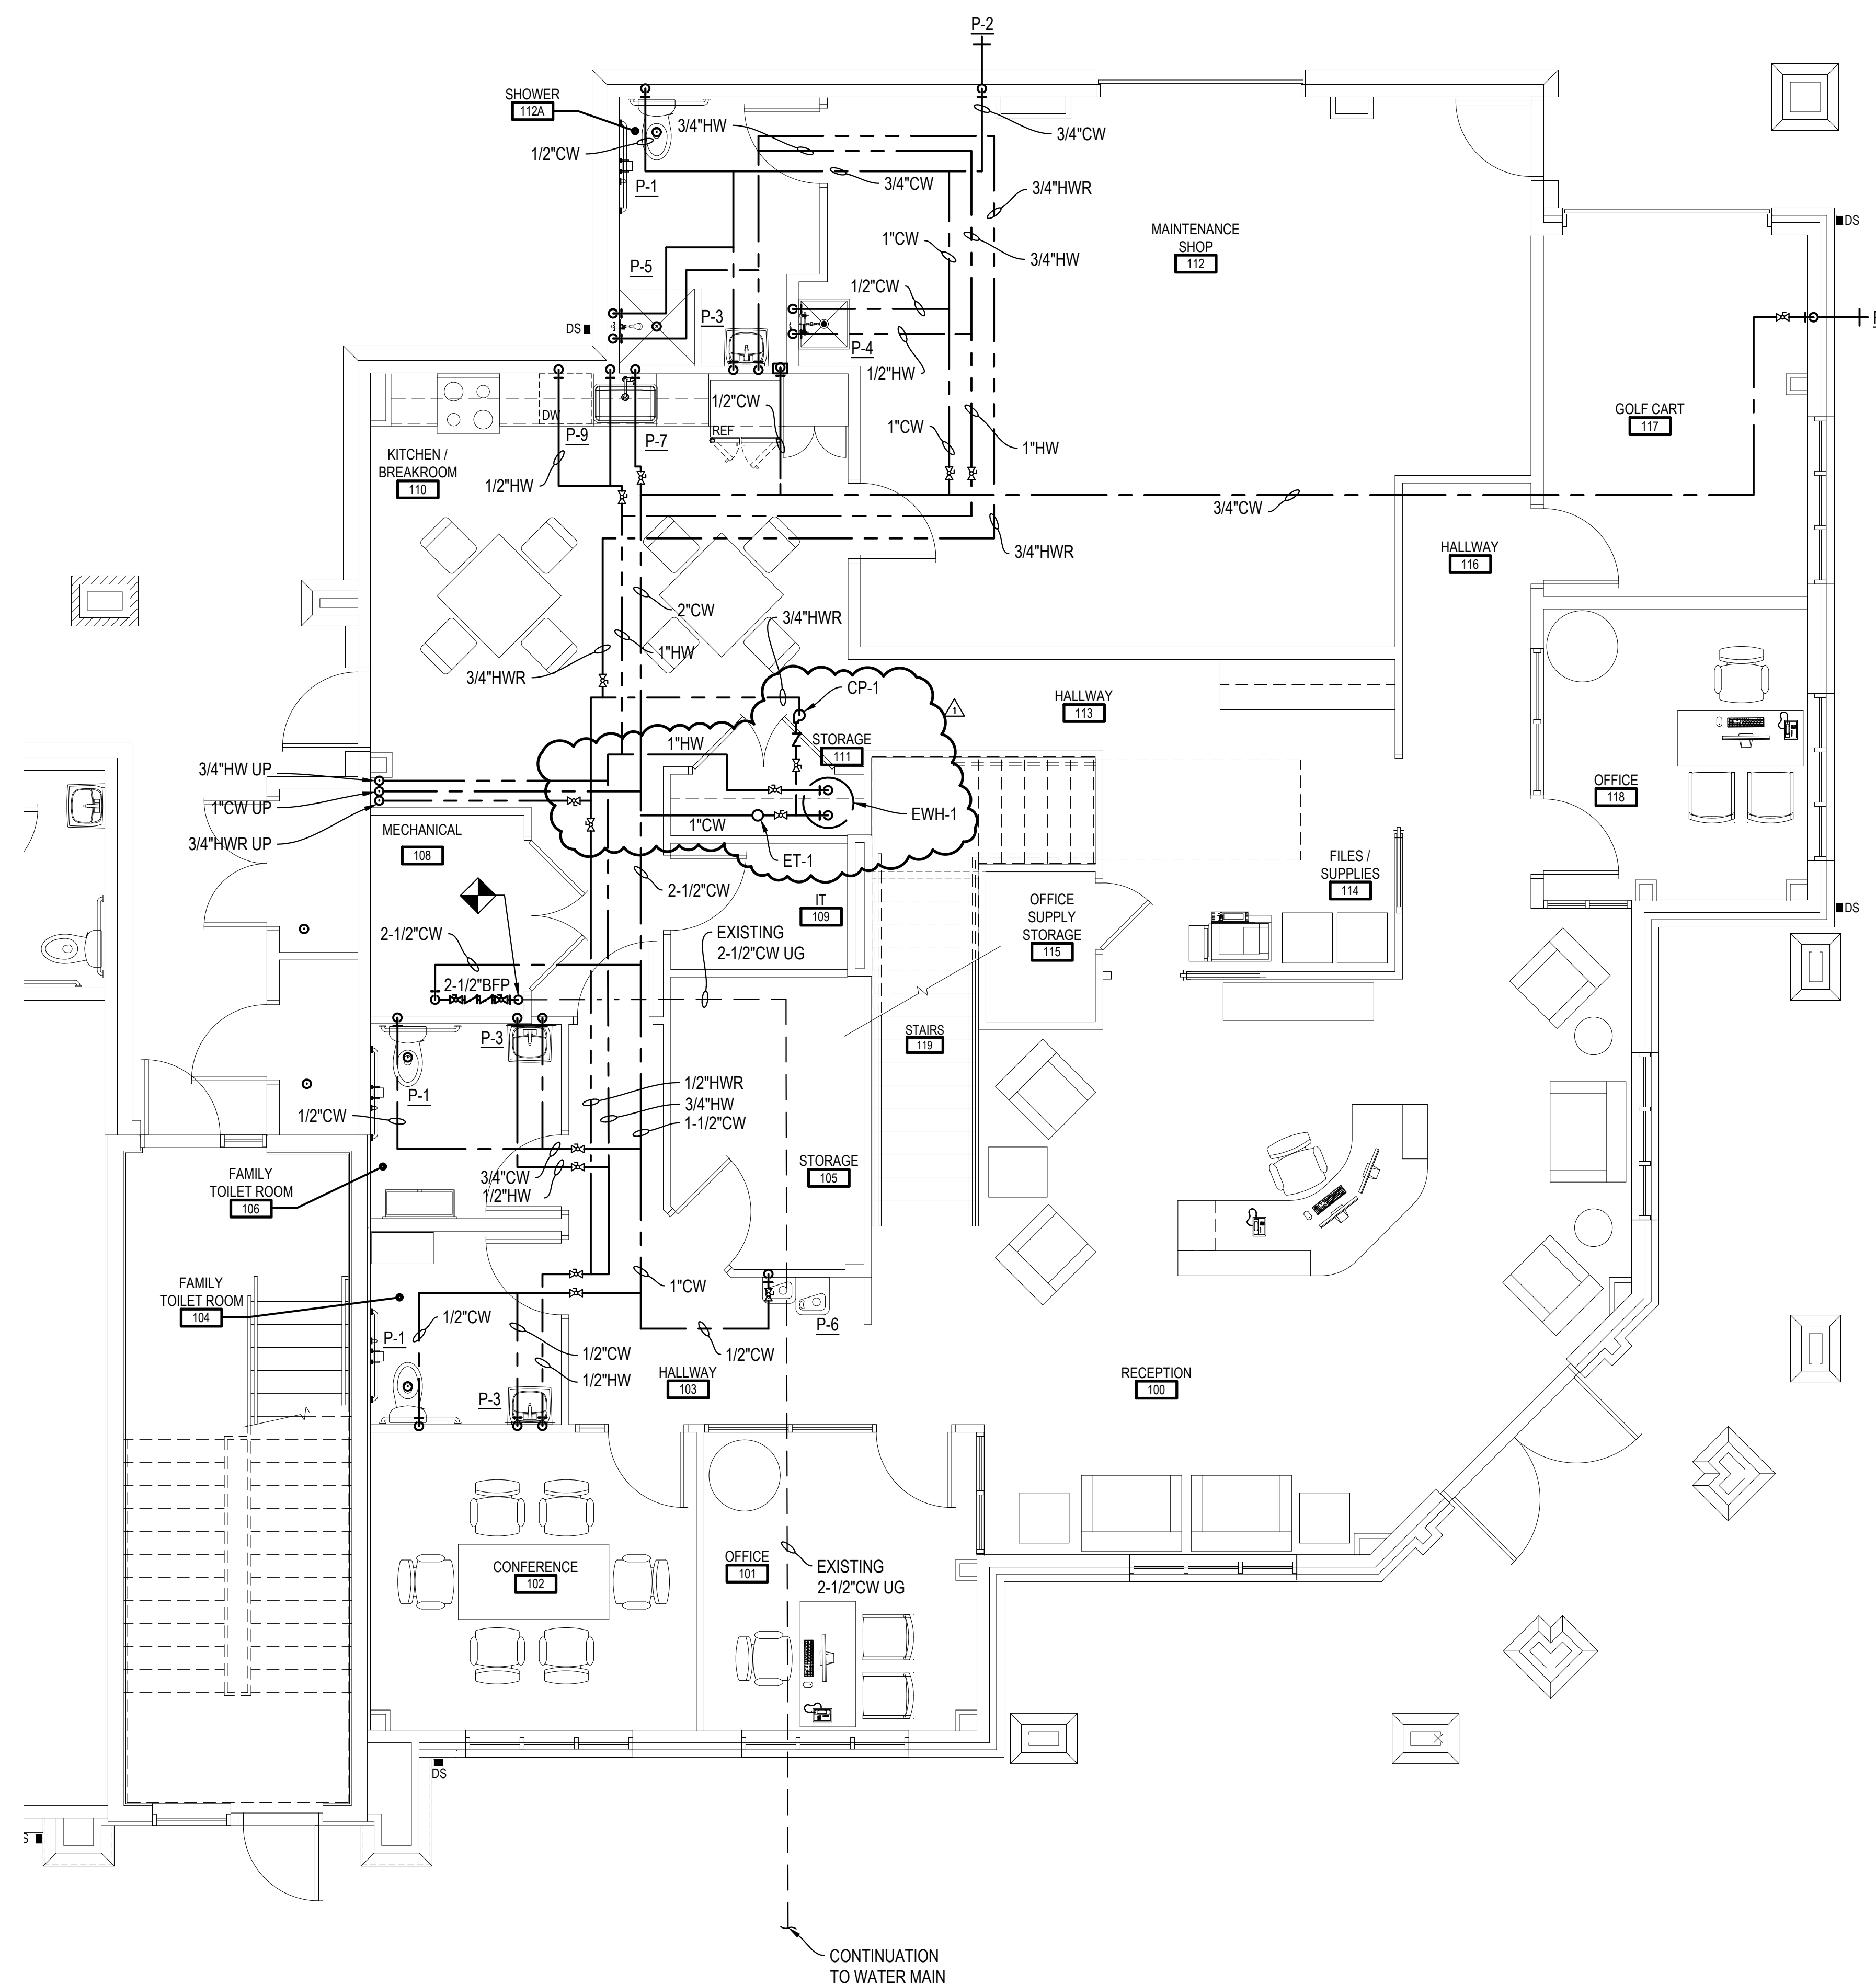 P-2
SHOWER
112A
3/4"HW
3/4"CW
1/2"CW
P-1
3/4"CW
3/4"HWR
MAINTENANCE
SHOP
112
DS
1"CW
3/4"HW
P-5
1/2"CW
DS
P-3
P-4
1/2"HW
1/2"CW
GOLF CART
117
DW
P-9
P-7
REF
1"CW
1"HW
KITCHEN /
BREAKROOM
110
1/2"HW
3/4"CW
3/4"HWR
HALLWAY
116
2"CW
3/4"HWR
1"HW
3/4"HWR
CP-1
HALLWAY
113
1
1"HW
STORAGE
111
3/4"HW UP
1"CW UP
3/4"HWR UP
OFFICE
118
EWH-1
1"CW
MECHANICAL
108
ET-1
FILES /
SUPPLIES
114
2-1/2"CW
IT
109
OFFICE
SUPPLY
STORAGE
115
DS
2-1/2"CW
EXISTING
2-1/2"CW UG
2-1/2"BFP
P-3
STAIRS
119
1/2"HWR
3/4"HW
1-1/2"CW
P-1
1/2"CW
3/4"CW
1/2"HW
STORAGE
105
FAMILY
TOILET ROOM
106
FAMILY
TOILET ROOM
104
1"CW
1/2"CW
P-1
P-6
1/2"CW
1/2"CW
1/2"HW
HALLWAY
103
RECEPTION
100
P-3
CONFERENCE
102
OFFICE
101
EXISTING
2-1/2"CW UG
DS
CONTINUATION
TO WATER MAIN